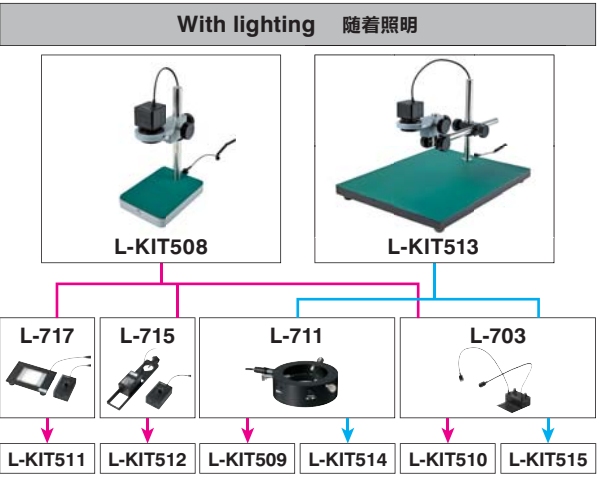 With lighting 随着照明
L-KIT508
L-KIT513
L-717
L-715
L-711
L-703
L-KIT511
L-KIT512
L-KIT509
L-KIT514
L-KIT510
L-KIT515